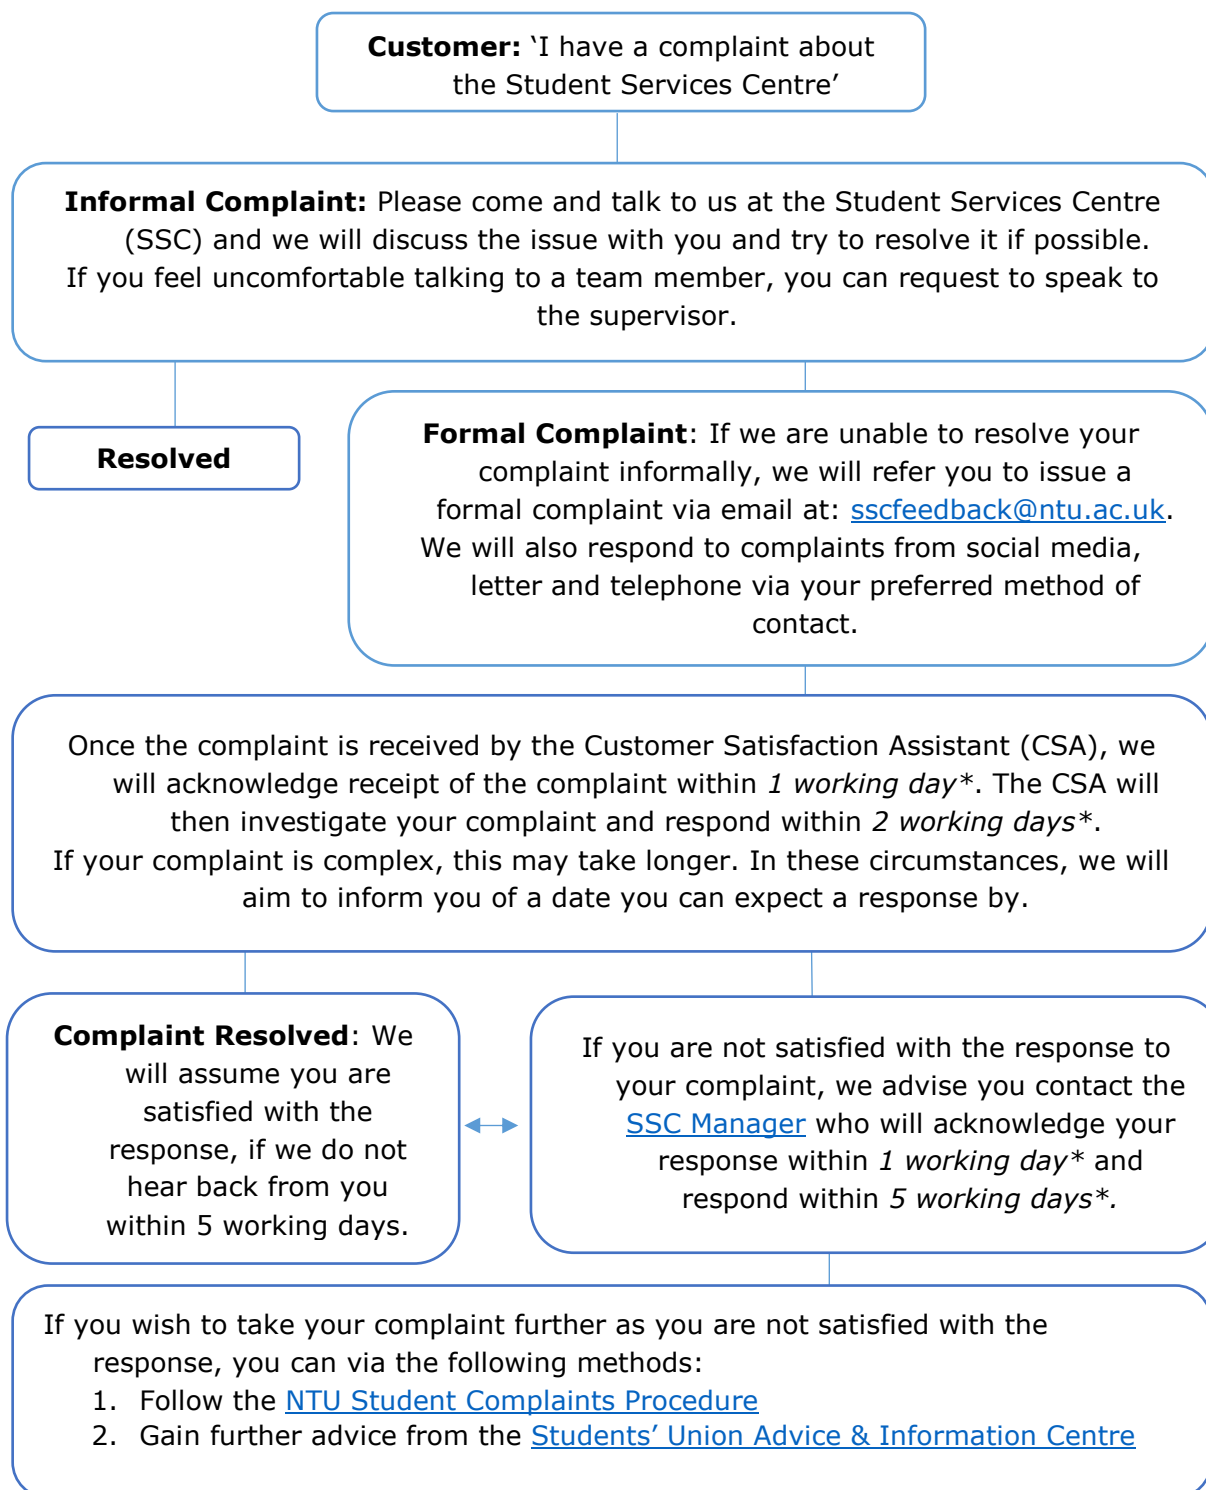 Customer: ‘I have a complaint about
the Student Services Centre’
Informal Complaint: Please come and talk to us at the Student Services Centre
(SSC) and we will discuss the issue with you and try to resolve it if possible.
If you feel uncomfortable talking to a team member, you can request to speak to
the supervisor.
Resolved
Formal Complaint: If we are unable to resolve your
complaint informally, we will refer you to issue a
formal complaint via email at: sscfeedback@ntu.ac.uk.
We will also respond to complaints from social media,
letter and telephone via your preferred method of
contact.
Once the complaint is received by the Customer Satisfaction Assistant (CSA), we
will acknowledge receipt of the complaint within 1 working day*. The CSA will
then investigate your complaint and respond within 2 working days*.
If your complaint is complex, this may take longer. In these circumstances, we will
aim to inform you of a date you can expect a response by.
Complaint Resolved: We
will assume you are
satisfied with the
response, if we do not
hear back from you
within 5 working days.
If you are not satisfied with the response to
your complaint, we advise you contact the
SSC Manager who will acknowledge your
response within 1 working day* and
respond within 5 working days*.
If you wish to take your complaint further as you are not satisfied with the
response, you can via the following methods:
1. Follow the NTU Student Complaints Procedure
2. Gain further advice from the Students’ Union Advice & Information Centre